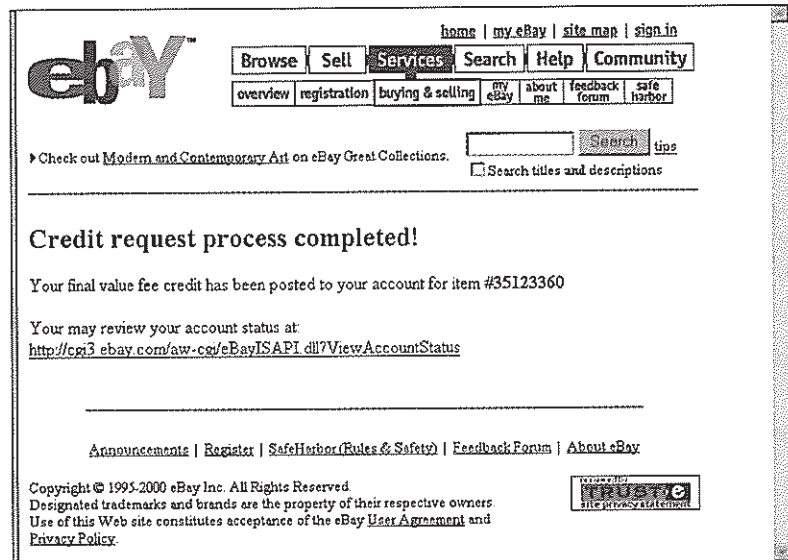 home | my eBay | site map | sign in
ebaY™
Browse Sell Services Search Help Community
overview registration buying & selling my eBay about me feedback forum safe harbor
Check out Modern and Contemporary Art on eBay Great Collections.
Search tips
Search titles and descriptions
Credit request process completed!
Your final value fee credit has been posted to your account for item #35123360
Your may review your account status at:
http://cgi3.ebay.com/aw-cgi/eBayISAPI.dll?ViewAccountStatus
Announcements | Register | SafeHarbor (Rules & Safety) | Feedback Forum | About eBay
Copyright © 1995-2000 eBay Inc. All Rights Reserved.
Designated trademarks and brands are the property of their respective owners.
Use of this Web site constitutes acceptance of the eBay User Agreement and
Privacy Policy.
reviewed by
TRUSTe
site privacy statement